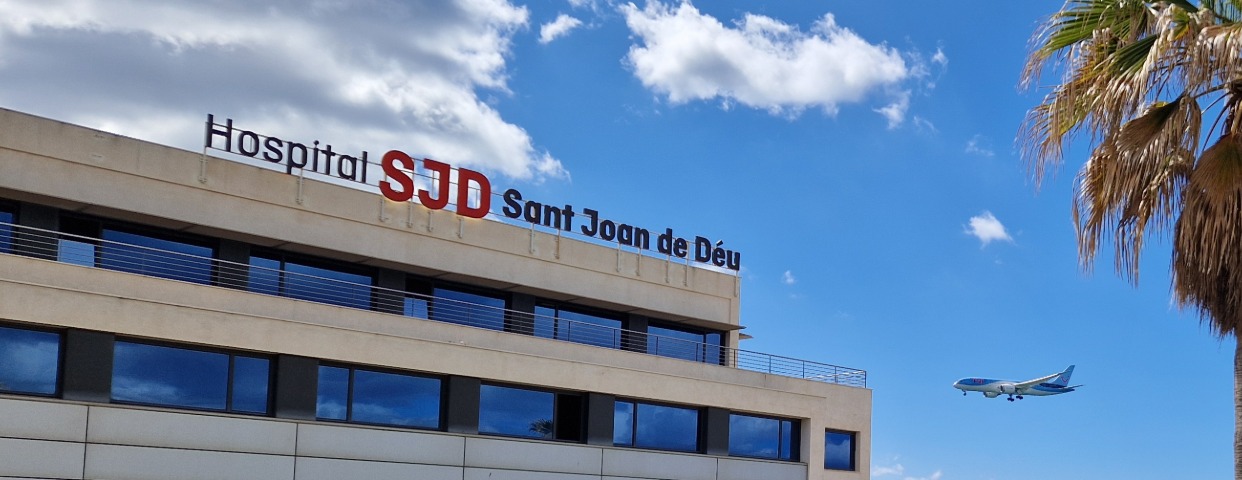 Hospital SJD Sant Joan de Déu